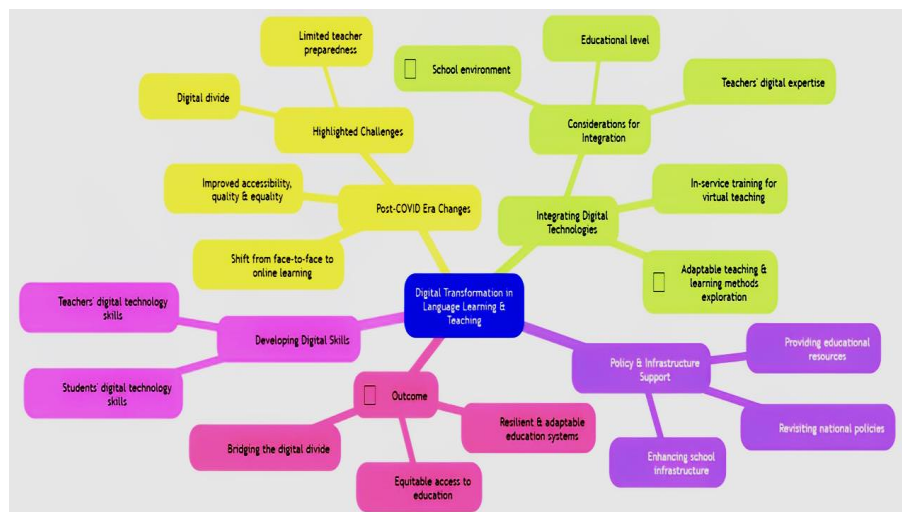 Limited teacher
preparedness
Digital divide
Highlighted Challenges
Improved accessibility,
quality & equality
Post-COVID Era Changes
Shift from face-to-face to
online learning
Educational level
School environment
Teachers' digital expertise
Considerations for
Integration
In-service training for
virtual teaching
Integrating Digital
Technologies
Adaptable teaching &
learning methods
exploration
Digital Transformation in
Language Learning &
Teaching
Teachers' digital technology
skills
Developing Digital Skills
Students' digital technology
skills
Outcome
Bridging the digital divide
Equitable access to
education
Resilient & adaptable
education systems
Policy & Infrastructure
Support
Providing educational
resources
Revisiting national policies
Enhancing school
infrastructure